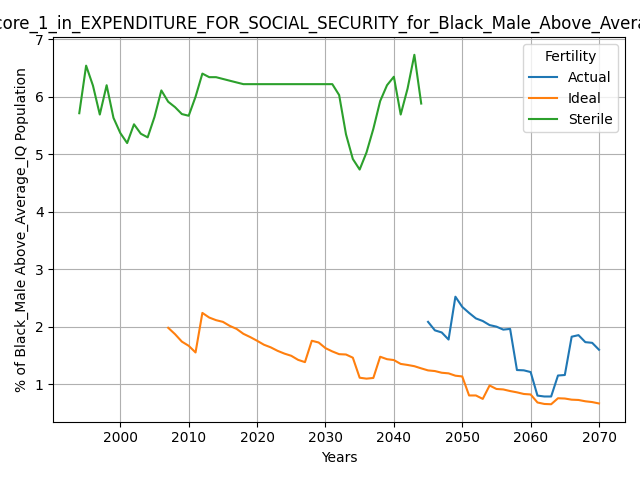 core_1_in_EXPENDITURE_FOR_SOCIAL_SECURITY_for_Black_Male_Above_Avera
% of Black_Male Above_Average_IQ Population
7
6
5
4
3
2
1
Fertility
Actual
Ideal
Sterile
2000 2010 2020 2030 2040 2050 2060 2070
Years